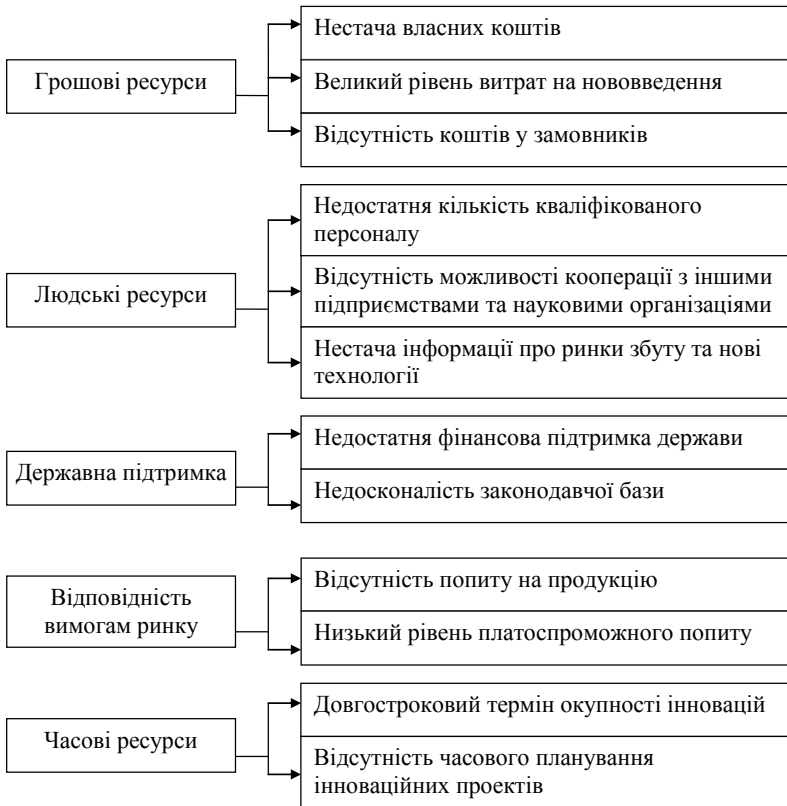 Грошові ресурси
Нестача власних коштів
Великий рівень витрат на нововведення
Відсутність коштів у замовників
Людські ресурси
Недостатня кількість кваліфікованого
персоналу
Відсутність можливості кооперації з іншими
підприємствами та науковими організаціями
Нестача інформації про ринки збуту та нові
технології
Державна підтримка
Недостатня фінансова підтримка держави
Недосконалість законодавчої бази
Відповідність
вимогам ринку
Відсутність попиту на продукцію
Низький рівень платоспроможного попиту
Часові ресурси
Довгостроковий термін окупності інновацій
Відсутність часового планування
інноваційних проектів